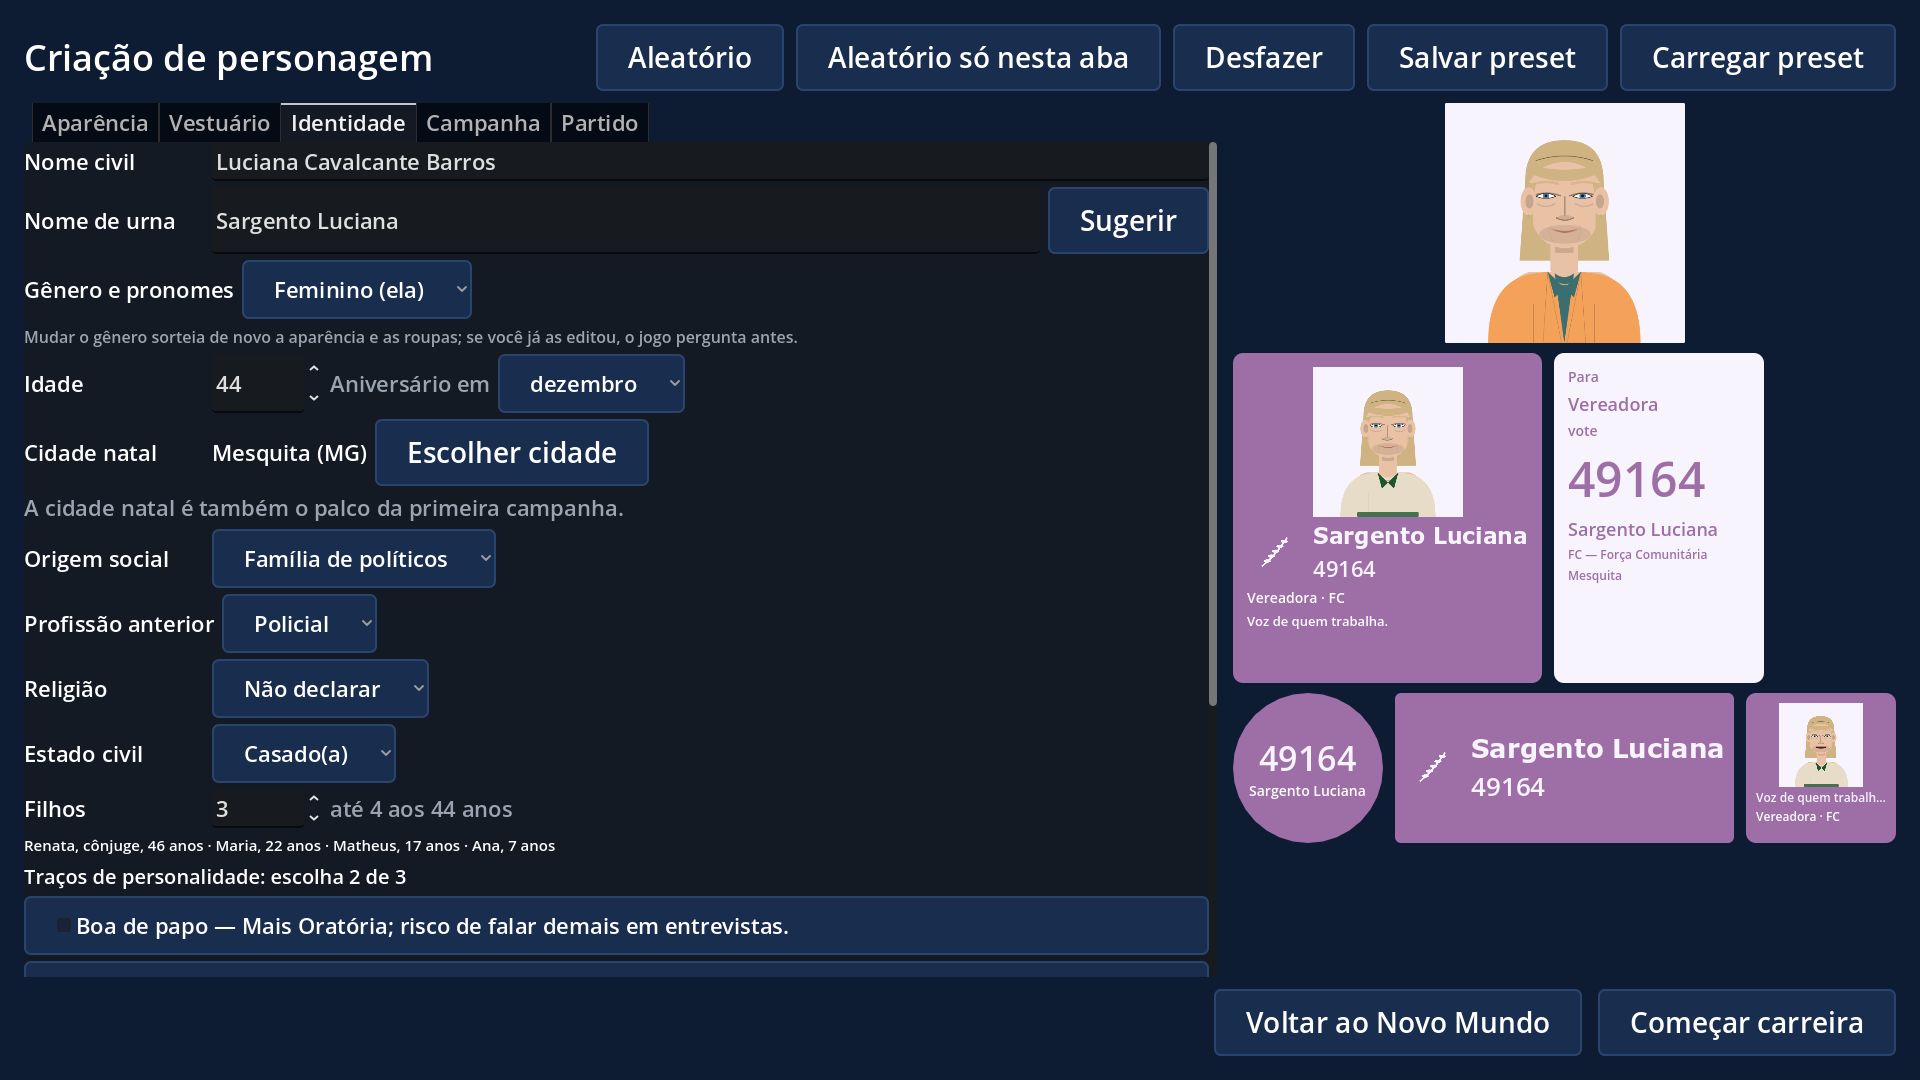 Criação de personagem
Aleatório
Aleatório só nesta aba
Desfazer
Salvar preset
Carregar preset
Aparência
Vestuário
Identidade
Campanha
Partido
Nome civil
Luciana Cavalcante Barros
Nome de urna
Sargento Luciana
Sugerir
Gênero e pronomes
Feminino (ela)
Mudar o gênero sorteia de novo a aparência e as roupas; se você já as editou, o jogo pergunta antes.
Idade
44
Aniversário em
dezembro
Cidade natal
Mesquita (MG)
Escolher cidade
A cidade natal é também o palco da primeira campanha.
Origem social
Família de políticos
Profissão anterior
Policial
Religião
Não declarar
Estado civil
Casado(a)
Filhos
3
até 4 aos 44 anos
Renata, cônjuge, 46 anos · Maria, 22 anos · Matheus, 17 anos · Ana, 7 anos
Traços de personalidade: escolha 2 de 3
Boa de papo — Mais Oratória; risco de falar demais em entrevistas.
Sargento Luciana
49164
Vereadora · FC
Voz de quem trabalha.
Para
Vereadora
vote
49164
Sargento Luciana
FC — Força Comunitária
Mesquita
49164
Sargento Luciana
Sargento Luciana
49164
Voz de quem trabalh...
Vereadora · FC
Voltar ao Novo Mundo
Começar carreira